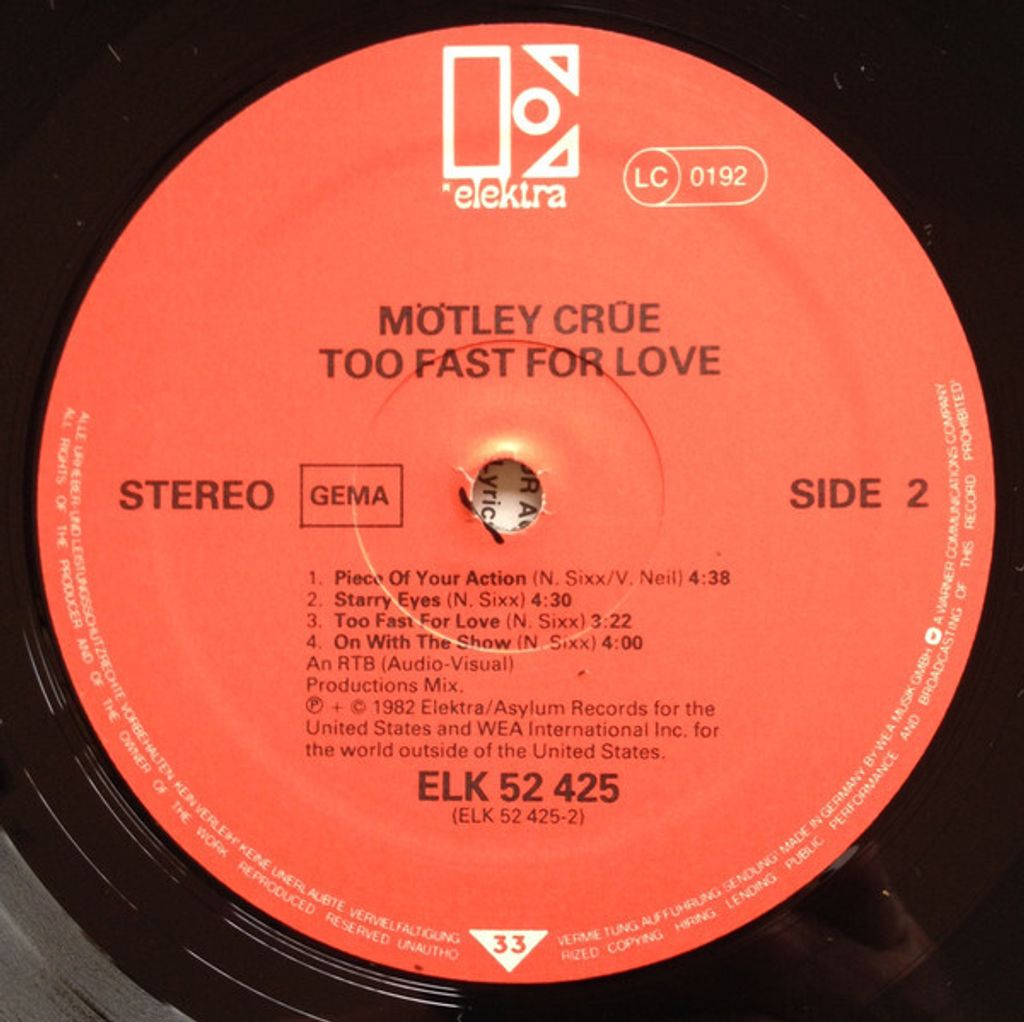 elektra
LC 0192
MÖTLEY CRÜE
TOO FAST FOR LOVE
STEREO GEMA SIDE 2
Lyric
1. Piece Of Your Action (N. Sixx/V. Neil) 4:38
2. Starry Eyes (N. Sixx) 4:30
3. Too Fast For Love (N. Sixx) 3:22
4. On With The Show (N. Sixx) 4:00
An RTB (Audio-Visual)
Productions Mix.
℗ + © 1982 Elektra/Asylum Records for the
United States and WEA International Inc. for
the world outside of the United States.
ELK 52 425
(ELK 52 425-2)
33
ALLE URHEBER- UND LEISTUNGSSCHUTZRECHTE VORBEHALTEN KEIN VERLEIH! KEINE UNERLAUBTE VERVIELFÄLTIGUNG VERMIETUNG, AUFFÜHRUNG, SENDUNG! MADE IN GERMANY BY WEA MUSIK GMBH A WARNER COMMUNICATIONS COMPANY
ALL RIGHTS OF THE PRODUCER AND OF THE OWNER OF THE WORK REPRODUCED RESERVED UNAUTHO RIZED COPYING HIRING LENDING PUBLIC PERFORMANCE AND BROADCASTING OF THIS RECORD PROHIBITED